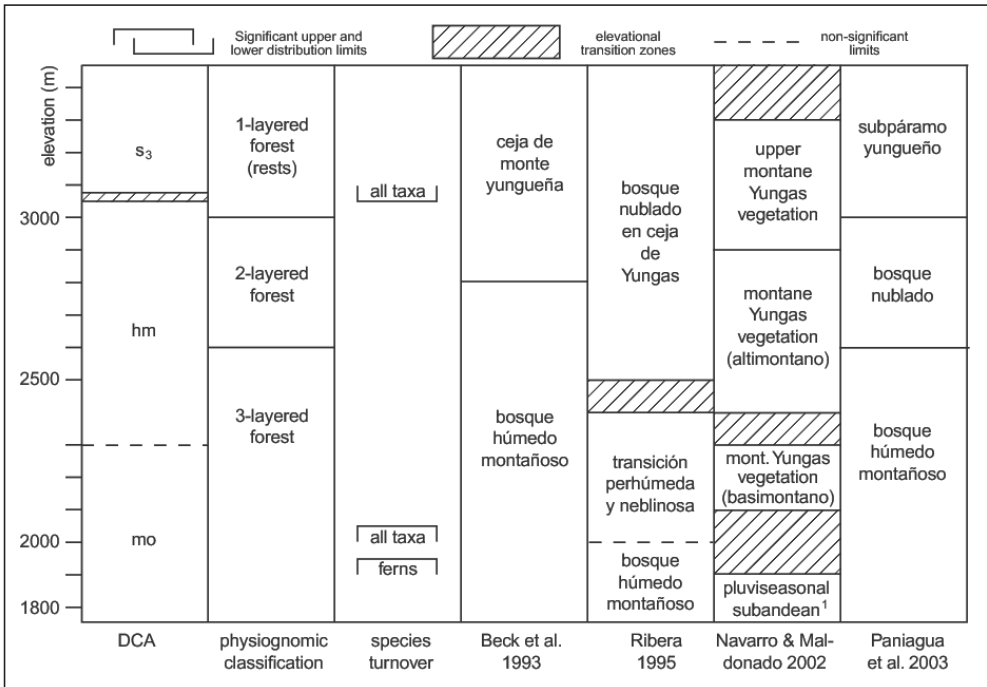 Significant upper and
lower distribution limits
elevational
transition zones
non-significant
limits
elevation (m)
3000
2500
2000
1800
s3
hm
mo
DCA
1-layered
forest
(rests)
2-layered
forest
3-layered
forest
physiognomic
classification
all taxa
all taxa
ferns
species
turnover
ceja de
monte
yungueña
bosque
húmedo
montañoso
Beck et al.
1993
bosque
nublado
en ceja
de
Yungas
transición
perhúmeda
y neblinosa
bosque
húmedo
montañoso
Ribera
1995
upper
montane
Yungas
vegetation
montane
Yungas
vegetation
(altimontano)
mont. Yungas
vegetation
(basimontano)
pluviseasonal
subandean1
Navarro & Mal-
donado 2002
subpáramo
yungueño
bosque
nublado
bosque
húmedo
montañoso
Paniagua
et al. 2003